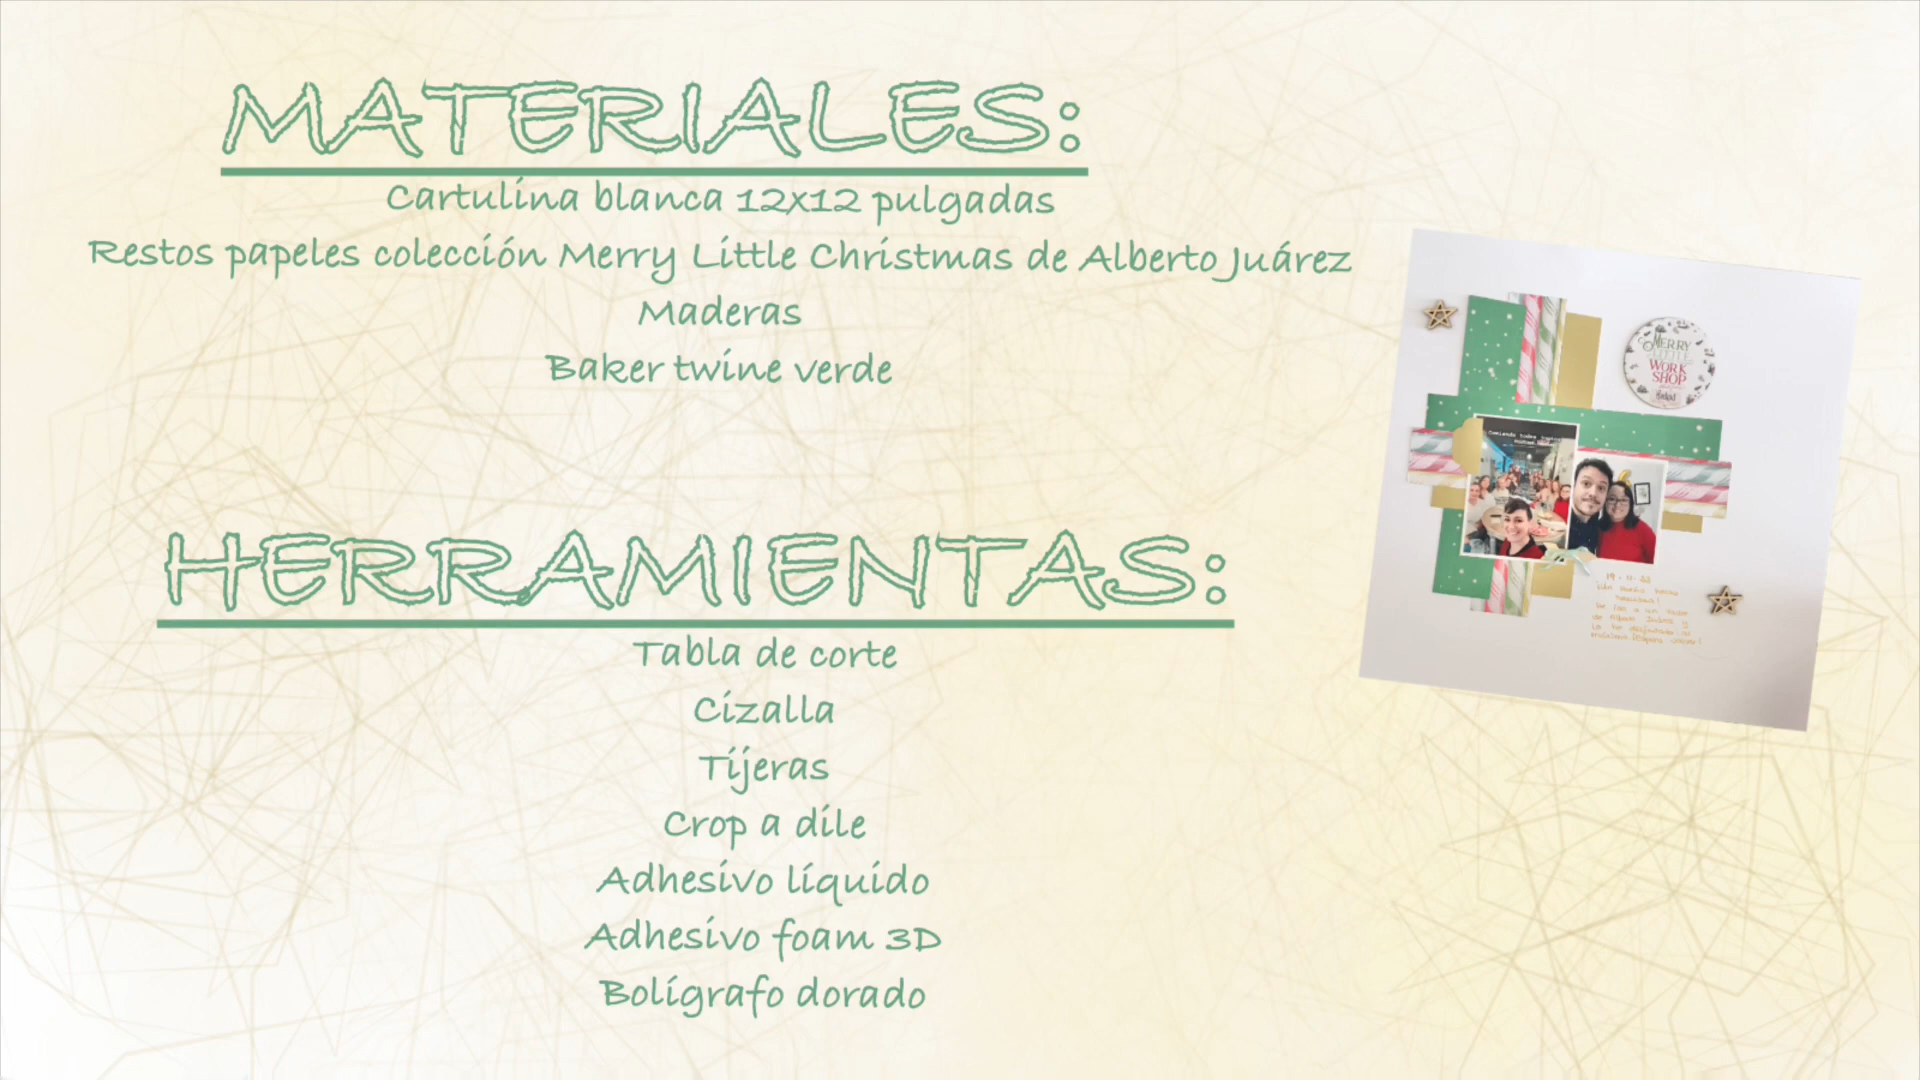 MATERIALES:
Cartulina blanca 12x12 pulgadas
Restos papeles colección Merry Little Christmas de Alberto Juárez
Maderas
Baker twine verde
HERRAMIENTAS:
Tabla de corte
Cizalla
Tijeras
Crop a dile
Adhesivo líquido
Adhesivo foam 3D
Bolígrafo dorado
MERRY
LITTLE
WORK
SHOP